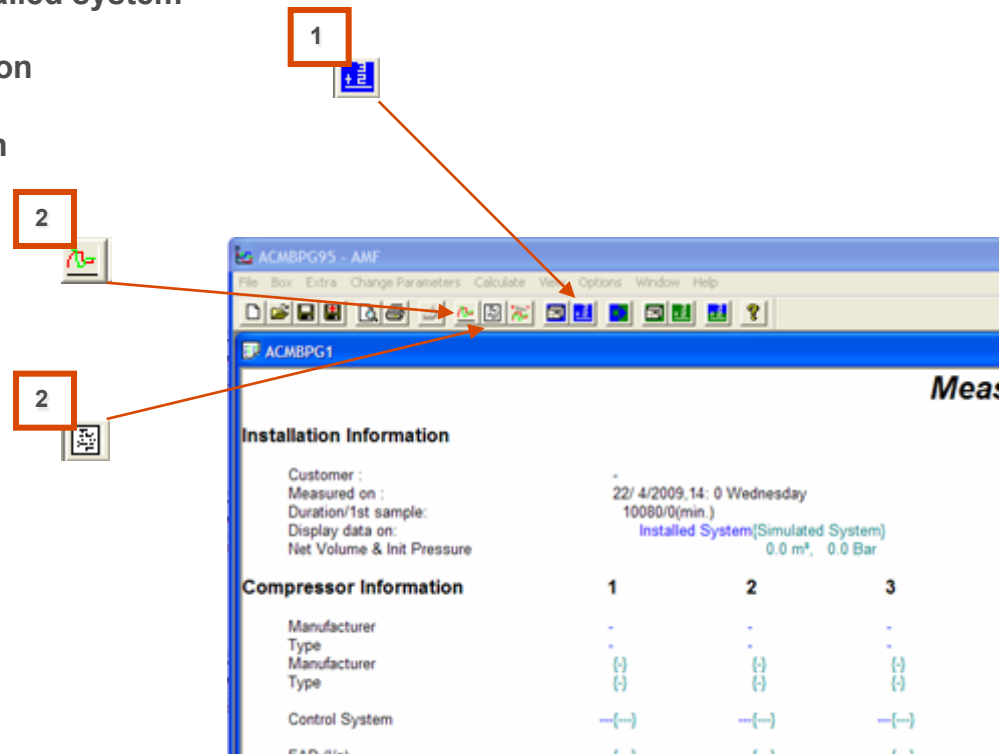 alled system
1
on
n
2
ACMBPG95 - AMF
File Box Extra Change Parameters Calculate View Options Window Help
ACMBPG1
Meas
2
Installation Information
Customer : -
Measured on : 22/ 4/2009,14: 0 Wednesday
Duration/1st sample: 10080/0(min.)
Display data on: Installed System{Simulated System}
Net Volume & Init Pressure 0.0 m³, 0.0 Bar
Compressor Information 1 2 3
Manufacturer - - -
Type - - -
Manufacturer {-} {-} {-}
Type {-} {-} {-}
Control System ---{---} ---{---} ---{---}